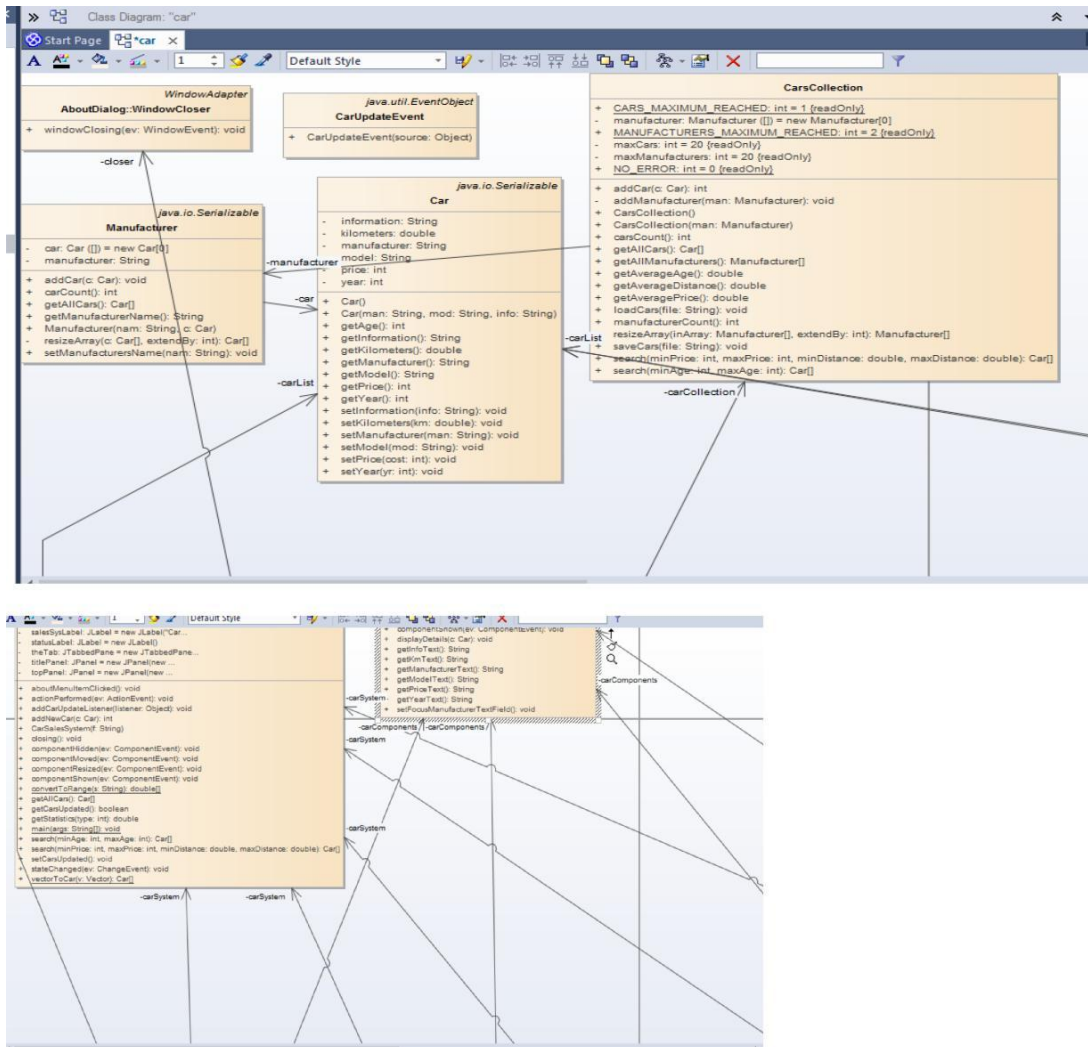 Class Diagram: "car"
Start Page *car
1 Default Style
WindowAdapter
AboutDialog::WindowCloser
+ windowClosing(ev: WindowEvent): void
java.util.EventObject
CarUpdateEvent
+ CarUpdateEvent(source: Object)
CarsCollection
+ CARS_MAXIMUM_REACHED: int = 1 {readOnly}
- manufacturer: Manufacturer ([]) = new Manufacturer[0]
+ MANUFACTURERS_MAXIMUM_REACHED: int = 2 {readOnly}
- maxCars: int = 20 {readOnly}
- maxManufacturers: int = 20 {readOnly}
+ NO_ERROR: int = 0 {readOnly}
+ addCar(c: Car): int
- addManufacturer(man: Manufacturer): void
+ CarsCollection()
+ CarsCollection(man: Manufacturer)
+ carsCount(): int
+ getAllCars(): Car[]
+ getAllManufacturers(): Manufacturer[]
+ getAverageAge(): double
+ getAverageDistance(): double
+ getAveragePrice(): double
+ loadCars(file: String): void
+ manufacturerCount(): int
- resizeArray(inArray: Manufacturer[], extendBy: int): Manufacturer[]
+ saveCars(file: String): void
+ search(minPrice: int, maxPrice: int, minDistance: double, maxDistance: double): Car[]
+ search(minAge: int, maxAge: int): Car[]
-closer
java.io.Serializable
Manufacturer
- car: Car ([]) = new Car[0]
- manufacturer: String
+ addCar(c: Car): void
+ carCount(): int
+ getAllCars(): Car[]
+ getManufacturerName(): String
+ Manufacturer(nam: String, c: Car)
- resizeArray(c: Car[], extendBy: int): Car[]
+ setManufacturersName(nam: String): void
java.io.Serializable
Car
- information: String
- kilometers: double
- manufacturer: String
- model: String
- price: int
- year: int
+ Car()
+ Car(man: String, mod: String, info: String)
+ getAge(): int
+ getInformation(): String
+ getKilometers(): double
+ getManufacturer(): String
+ getModel(): String
+ getPrice(): int
+ getYear(): int
+ setInformation(info: String): void
+ setKilometers(km: double): void
+ setManufacturer(man: String): void
+ setModel(mod: String): void
+ setPrice(cost: int): void
+ setYear(yr: int): void
-manufacturer
-car
-carList
-carList
-carCollection
Default Style
- salesSysLabel: JLabel = new JLabel("Car...
- statusLabel: JLabel = new JLabel()
- theTab: JTabbedPane = new JTabbedPane...
- titlePanel: JPanel = new JPanel(new ...
- topPanel: JPanel = new JPanel(new ...
+ aboutMenuItemClicked(): void
+ actionPerformed(ev: ActionEvent): void
+ addCarUpdateListener(listener: Object): void
+ addNewCar(c: Car): int
+ CarSalesSystem(f: String)
+ closing(): void
+ componentHidden(ev: ComponentEvent): void
+ componentMoved(ev: ComponentEvent): void
+ componentResized(ev: ComponentEvent): void
+ componentShown(ev: ComponentEvent): void
+ convertToRange(s: String): double[]
+ getAllCars(): Car[]
+ getCarsUpdated(): boolean
+ getStatistics(type: int): double
+ main(args: String[]): void
+ search(minAge: int, maxAge: int): Car[]
+ search(minPrice: int, maxPrice: int, minDistance: double, maxDistance: double): Car[]
+ setCarsUpdated(): void
+ stateChanged(ev: ChangeEvent): void
+ vectorToCar(v: Vector): Car[]
+ componentShown(ev: ComponentEvent): void
+ displayDetails(c: Car): void
+ getInfoText(): String
+ getKmText(): String
+ getManufacturerText(): String
+ getModelText(): String
+ getPriceText(): String
+ getYearText(): String
+ setFocusManufacturerTextField(): void
-carComponents
-carSystem
-carComponents
-carComponents
-carSystem
-carSystem
-carSystem
-carSystem